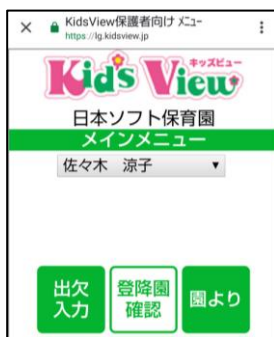 KidsView保護者向け メニュー
https://lg.kidsview.jp
キッズビュー
Kid's View
日本ソフト保育園
メインメニュー
佐々木　涼子
出欠
入力
登降園
確認
園より